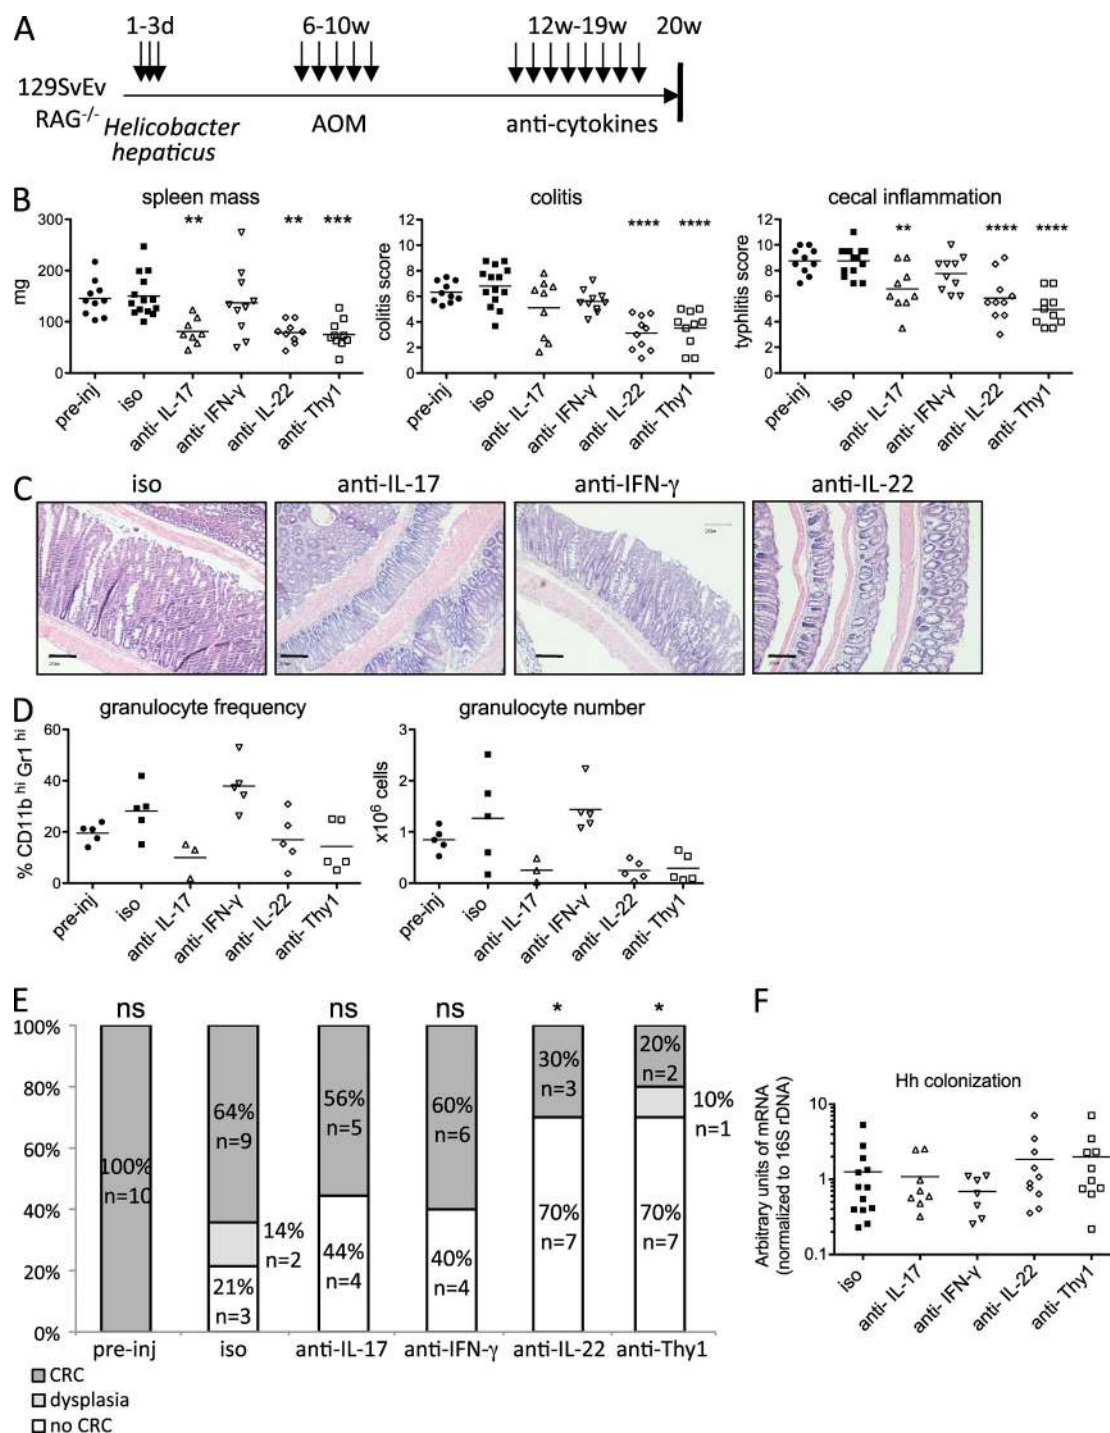 A
1-3d 6-10w 12w-19w 20w
129SvEv
RAG-/-
Helicobacter
hepaticus
AOM
anti-cytokines
B
spleen mass
300
200
100
0
mg
** ** ***
pre-inj
iso
anti- IL-17
anti- IFN-γ
anti- IL-22
anti- Thy1
colitis
12
10
8
6
4
2
0
colitis score
**** ****
pre-inj
iso
anti- IL-17
anti- IFN-γ
anti- IL-22
anti- Thy1
cecal inflammation
12
10
8
6
4
2
0
typhlitis score
** **** ****
pre-inj
iso
anti- IL-17
anti- IFN-γ
anti- IL-22
anti- Thy1
C
iso anti-IL-17 anti-IFN-γ anti-IL-22
D
granulocyte frequency
60
40
20
0
% CD11b hi Gr1 hi
pre-inj
iso
anti- IL-17
anti- IFN-γ
anti- IL-22
anti- Thy1
granulocyte number
3
2
1
0
x10⁶ cells
pre-inj
iso
anti- IL-17
anti- IFN-γ
anti- IL-22
anti- Thy1
E
ns ns ns * *
100%
80%
60%
40%
20%
0%
100%
n=10
64%
n=9
14%
n=2
21%
n=3
56%
n=5
44%
n=4
60%
n=6
40%
n=4
30%
n=3
70%
n=7
20%
n=2
10%
n=1
70%
n=7
pre-inj iso anti-IL-17 anti-IFN-γ anti-IL-22 anti-Thy1
CRC
dysplasia
no CRC
F
Hh colonization
10
1
0.1
Arbitrary units of mRNA
(normalized to 16S rDNA)
iso
anti- IL-17
anti- IFN-γ
anti- IL-22
anti- Thy1